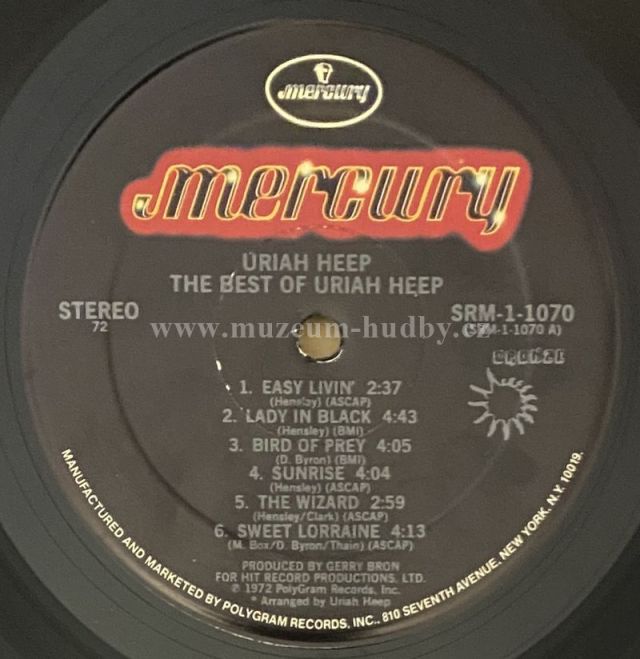 mercury
mercury
URIAH HEEP
THE BEST OF URIAH HEEP
STEREO
72
SRM-1-1070
(SRM-1-1070 A)
www.muzeum-hudby.cz
BRONZE
1. EASY LIVIN' 2:37
(Hensley) (ASCAP)
2. LADY IN BLACK 4:43
(Hensley) (BMI)
3. BIRD OF PREY 4:05
(D. Byron) (BMI)
4. SUNRISE 4:04
(Hensley) (ASCAP)
5. THE WIZARD 2:59
(Hensley/Clark) (ASCAP)
6. SWEET LORRAINE 4:13
(M. Box/D. Byron/Thain) (ASCAP)
PRODUCED BY GERRY BRON
FOR HIT RECORD PRODUCTIONS, LTD.
℗ 1972 PolyGram Records, Inc.
* Arranged by Uriah Heep
MANUFACTURED AND MARKETED BY POLYGRAM RECORDS, INC., 810 SEVENTH AVENUE, NEW YORK, N.Y. 10019.